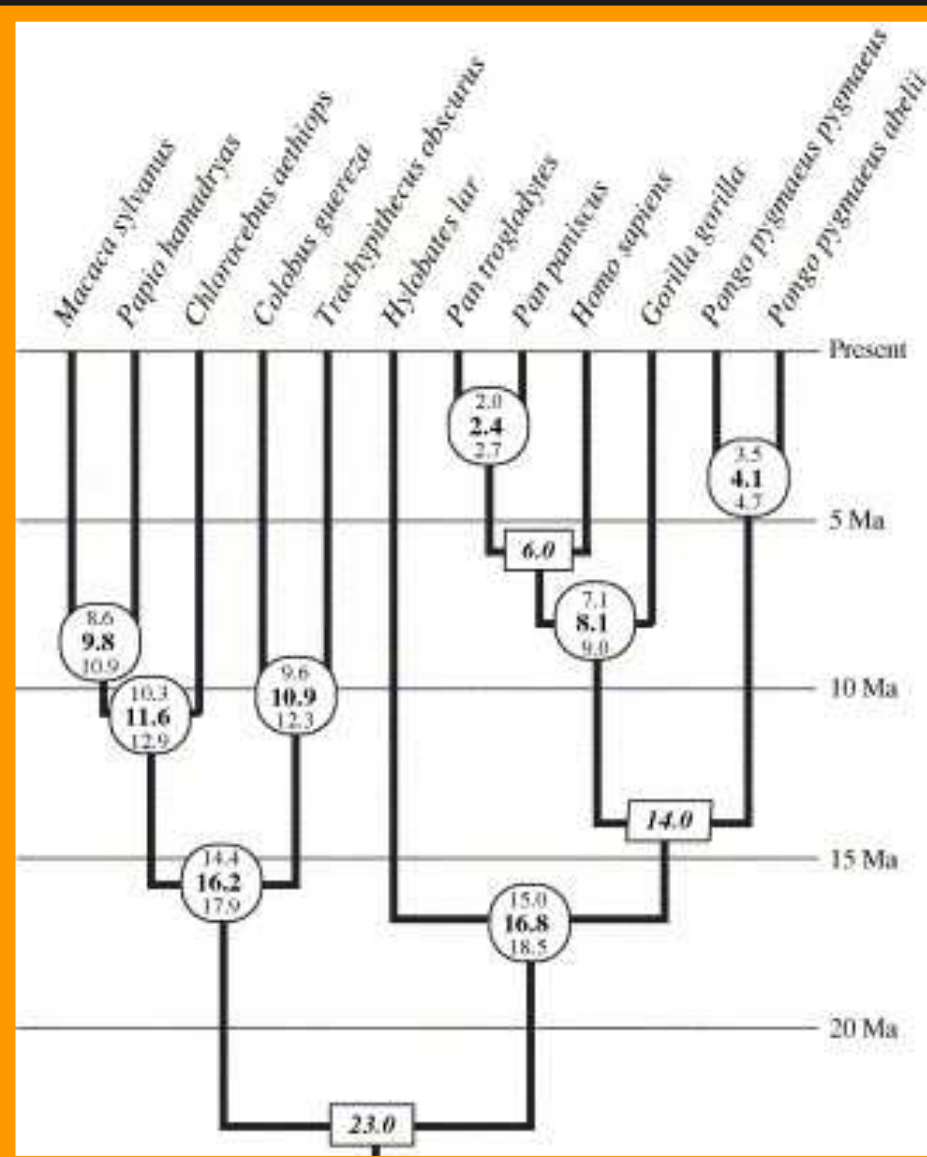 Macaca sylvanus
Papio hamadryas
Chlorocebus aethiops
Colobus guereza
Trachypithecus obscurus
Hylobates lar
Pan troglodytes
Pan paniscus
Homo sapiens
Gorilla gorilla
Pongo pygmaeus pygmaeus
Pongo pygmaeus abelii
Present
2.0
2.4
2.7
3.5
4.1
4.7
5 Ma
6.0
7.1
8.1
9.0
8.6
9.8
10.9
9.6
10.9
12.3
10 Ma
10.3
11.6
12.9
14.0
14.4
16.2
17.9
15 Ma
15.0
16.8
18.5
20 Ma
23.0